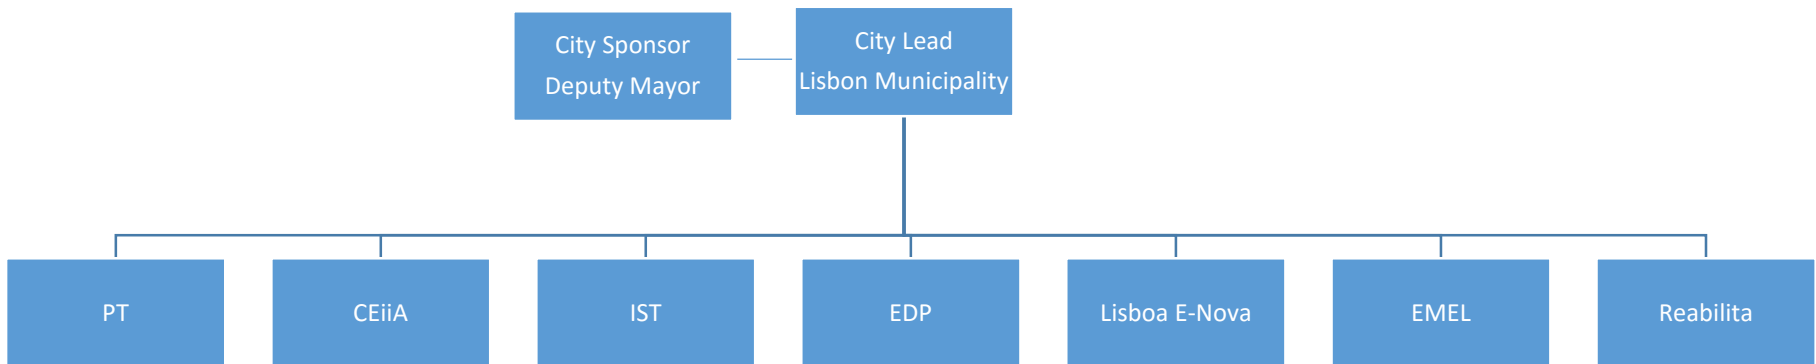 City Sponsor
Deputy Mayor
City Lead
Lisbon Municipality
PT
CEiiA
IST
EDP
Lisboa E-Nova
EMEL
Reabilita